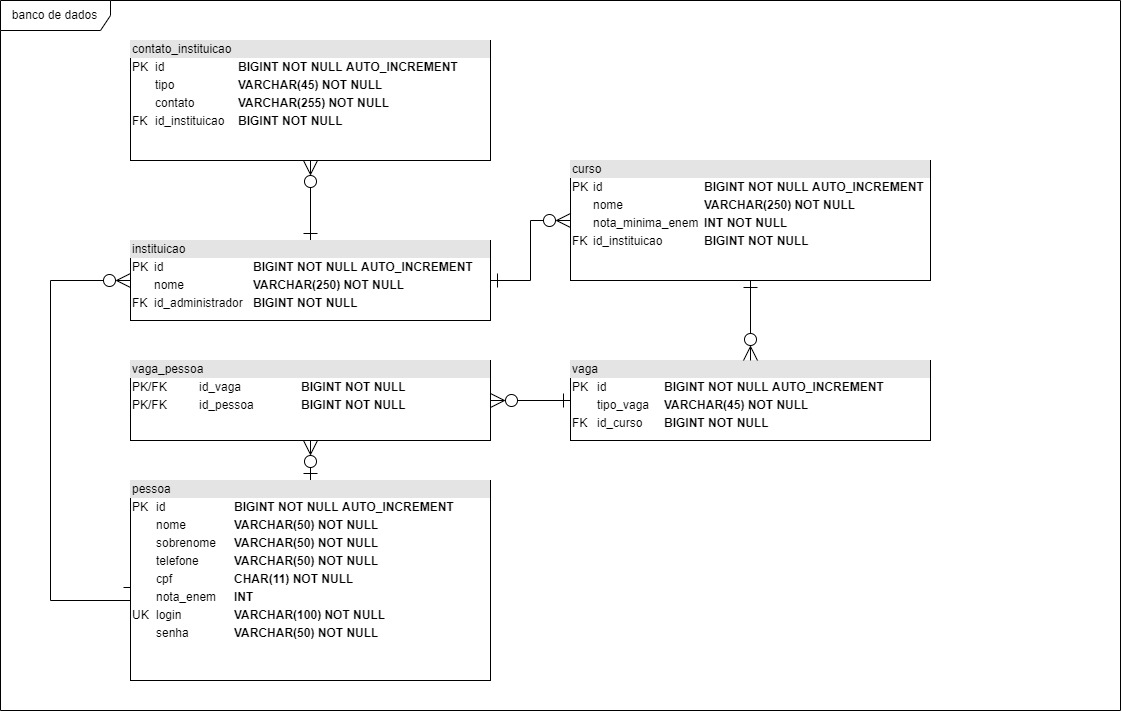 banco de dados
contato_instituicao
PK id BIGINT NOT NULL AUTO_INCREMENT
tipo VARCHAR(45) NOT NULL
contato VARCHAR(255) NOT NULL
FK id_instituicao BIGINT NOT NULL
curso
PK id BIGINT NOT NULL AUTO_INCREMENT
nome VARCHAR(250) NOT NULL
nota_minima_enem INT NOT NULL
FK id_instituicao BIGINT NOT NULL
instituicao
PK id BIGINT NOT NULL AUTO_INCREMENT
nome VARCHAR(250) NOT NULL
FK id_administrador BIGINT NOT NULL
vaga_pessoa
PK/FK id_vaga BIGINT NOT NULL
PK/FK id_pessoa BIGINT NOT NULL
vaga
PK id BIGINT NOT NULL AUTO_INCREMENT
tipo_vaga VARCHAR(45) NOT NULL
FK id_curso BIGINT NOT NULL
pessoa
PK id BIGINT NOT NULL AUTO_INCREMENT
nome VARCHAR(50) NOT NULL
sobrenome VARCHAR(50) NOT NULL
telefone VARCHAR(50) NOT NULL
cpf CHAR(11) NOT NULL
nota_enem INT
UK login VARCHAR(100) NOT NULL
senha VARCHAR(50) NOT NULL